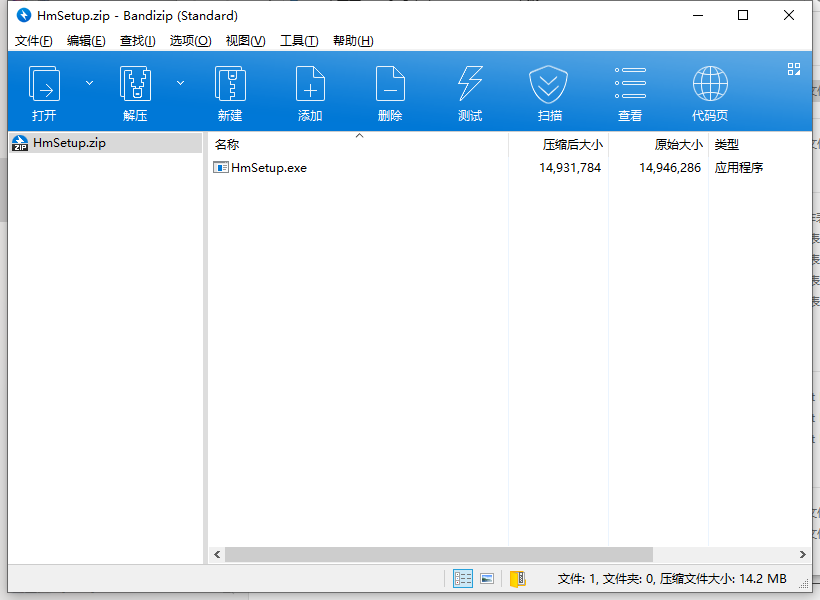 HmSetup.zip - Bandizip (Standard)
文件(F) 编辑(E) 查找(I) 选项(O) 视图(V) 工具(T) 帮助(H)
打开 解压 新建 添加 删除 测试 扫描 查看 代码页
ZIP HmSetup.zip
名称 压缩后大小 原始大小 类型
HmSetup.exe 14,931,784 14,946,286 应用程序
文件: 1, 文件夹: 0, 压缩文件大小: 14.2 MB